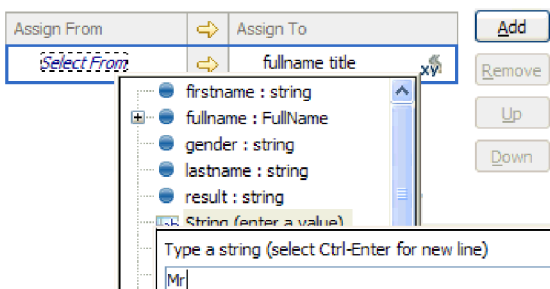 Assign From Assign To Add
Select From fullname title xy Remove
firstname : string
fullname : FullName Up
gender : string
lastname : string Down
result : string
String (enter a value)
Type a string (select Ctrl-Enter for new line)
Mr